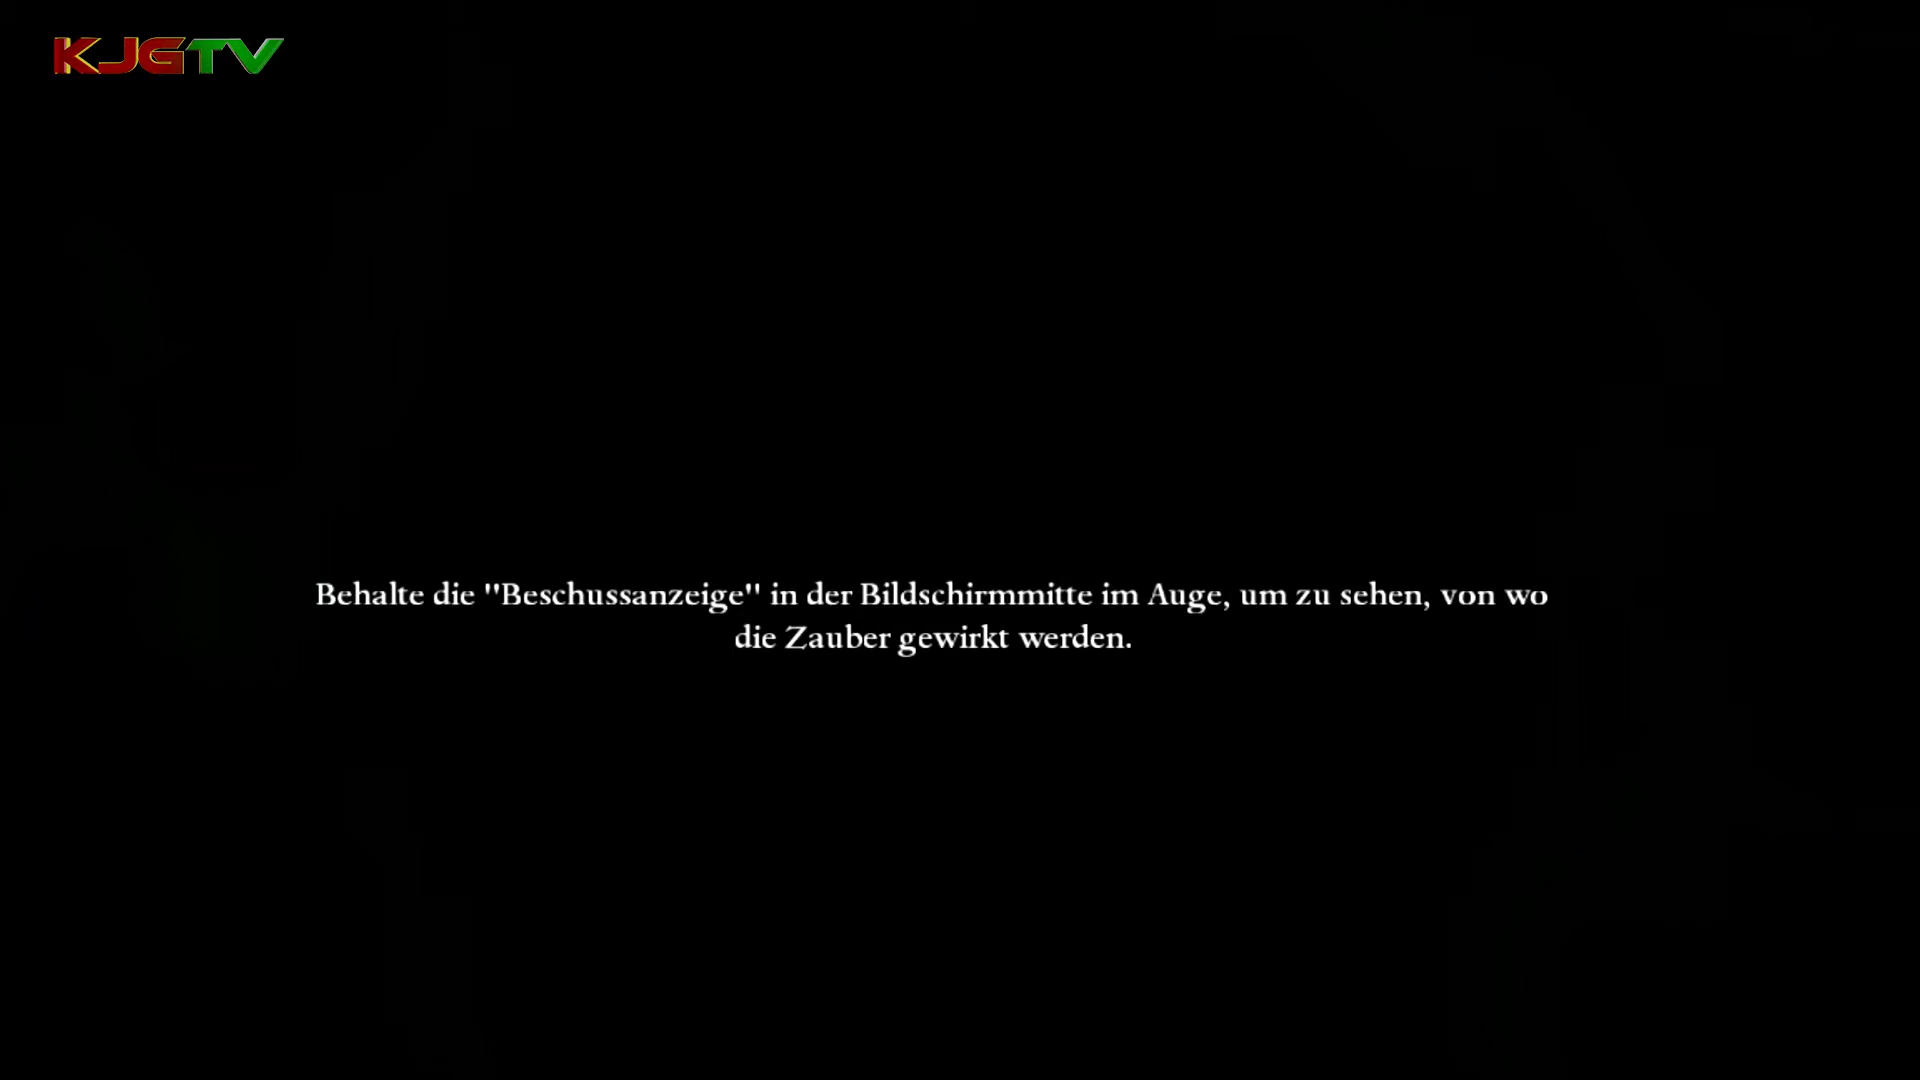 KJGTV
Behalte die "Beschussanzeige" in der Bildschirmmitte im Auge, um zu sehen, von wo
die Zauber gewirkt werden.